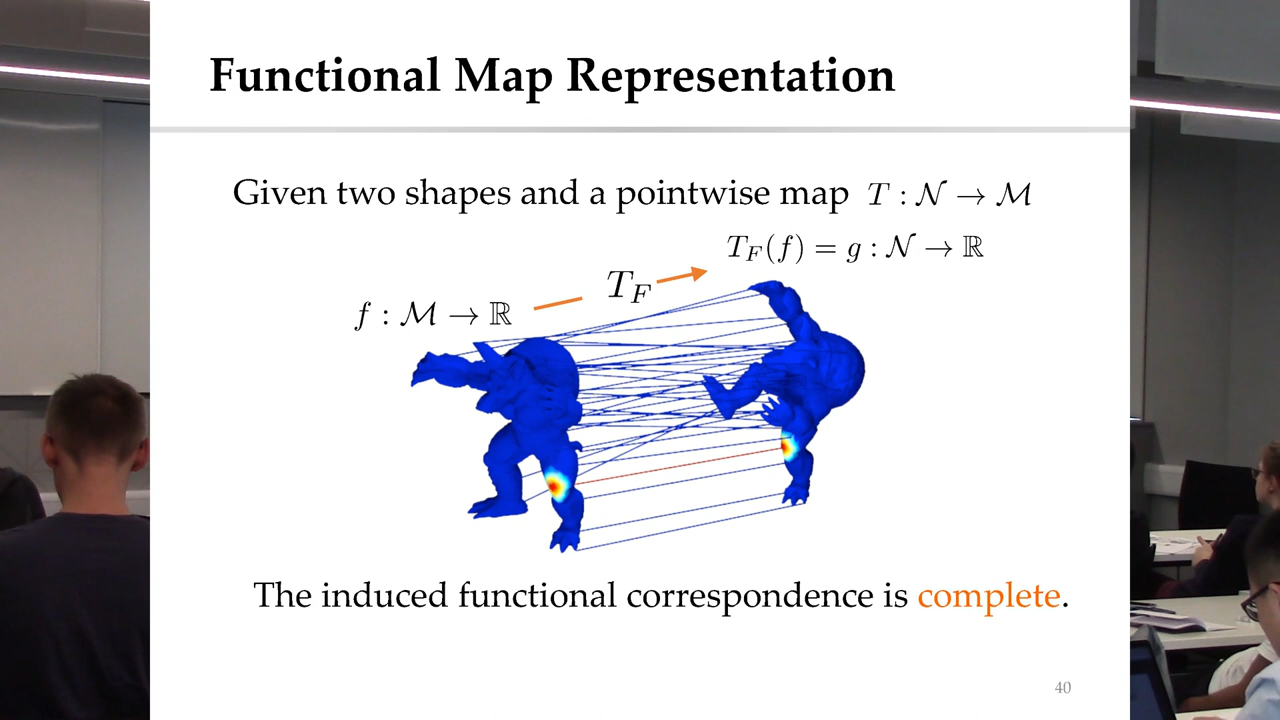 Functional Map Representation
Given two shapes and a pointwise map T : 𝒩 → ℳ
T_F(f) = g : 𝒩 → ℝ
T_F
f : ℳ → ℝ
The induced functional correspondence is complete.
40